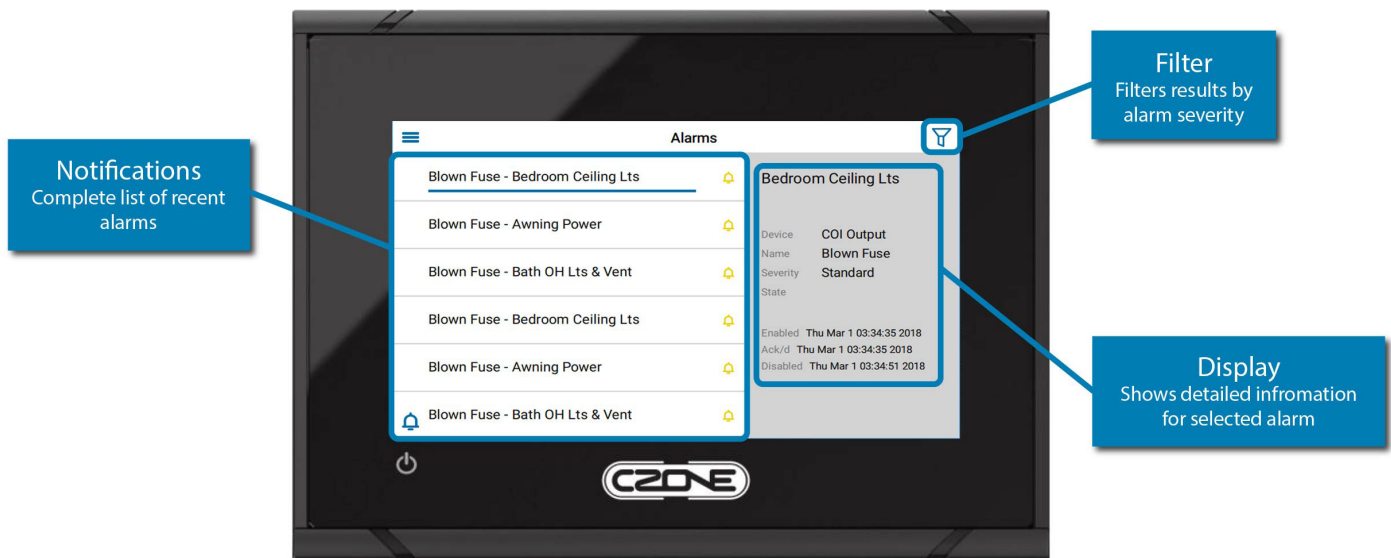 Filter
Filters results by
alarm severity
Notifications
Complete list of recent
alarms
Alarms
Blown Fuse - Bedroom Ceiling Lts
Blown Fuse - Awning Power
Blown Fuse - Bath OH Lts & Vent
Blown Fuse - Bedroom Ceiling Lts
Blown Fuse - Awning Power
Blown Fuse - Bath OH Lts & Vent
Bedroom Ceiling Lts
Device COI Output
Name Blown Fuse
Severity Standard
State
Enabled Thu Mar 1 03:34:35 2018
Ack/d Thu Mar 1 03:34:35 2018
Disabled Thu Mar 1 03:34:51 2018
Display
Shows detailed infromation
for selected alarm
CZONE